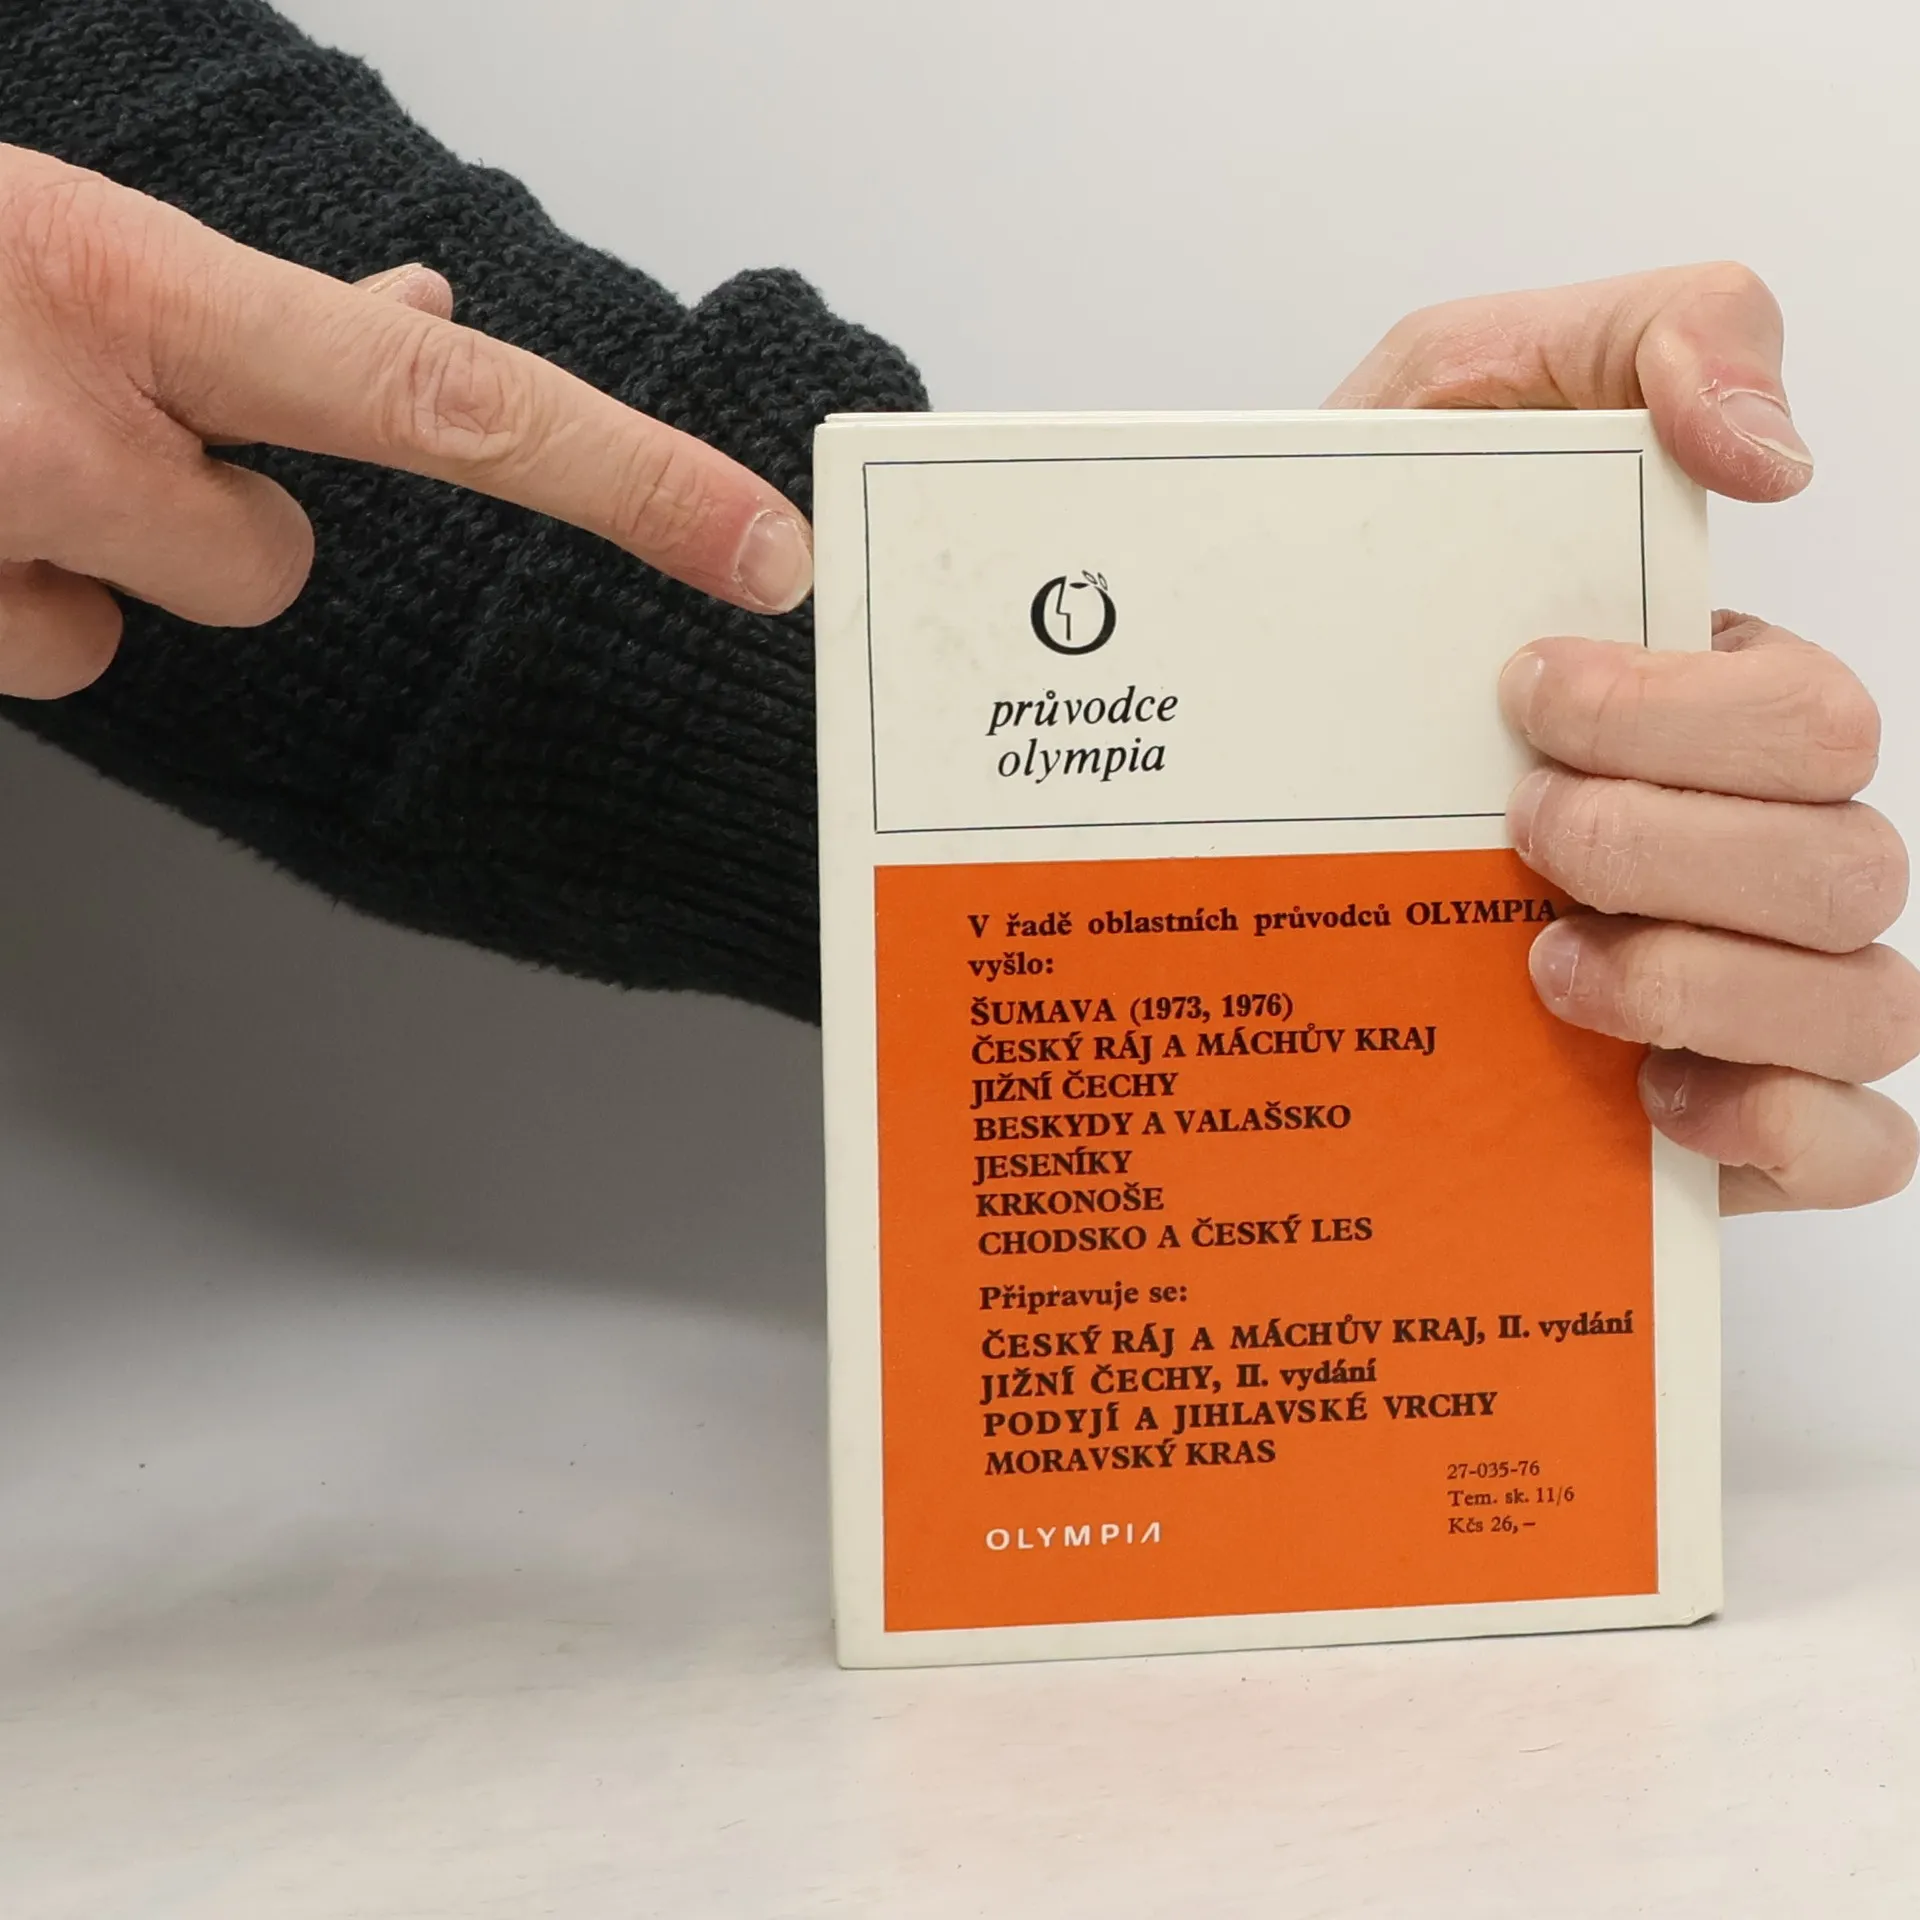 průvodce
olympia
V řadě oblastních průvodců OLYMPIA
vyšlo:
ŠUMAVA (1973, 1976)
ČESKÝ RÁJ A MÁCHŮV KRAJ
JIŽNÍ ČECHY
BESKYDY A VALAŠSKO
JESENÍKY
KRKONOŠE
CHODSKO A ČESKÝ LES
Připravuje se:
ČESKÝ RÁJ A MÁCHŮV KRAJ, II. vydání
JIŽNÍ ČECHY, II. vydání
PODYJÍ A JIHLAVSKÉ VRCHY
MORAVSKÝ KRAS
27-035-76
Tem. sk. 11/6
Kčs 26,–
OLYMPIA